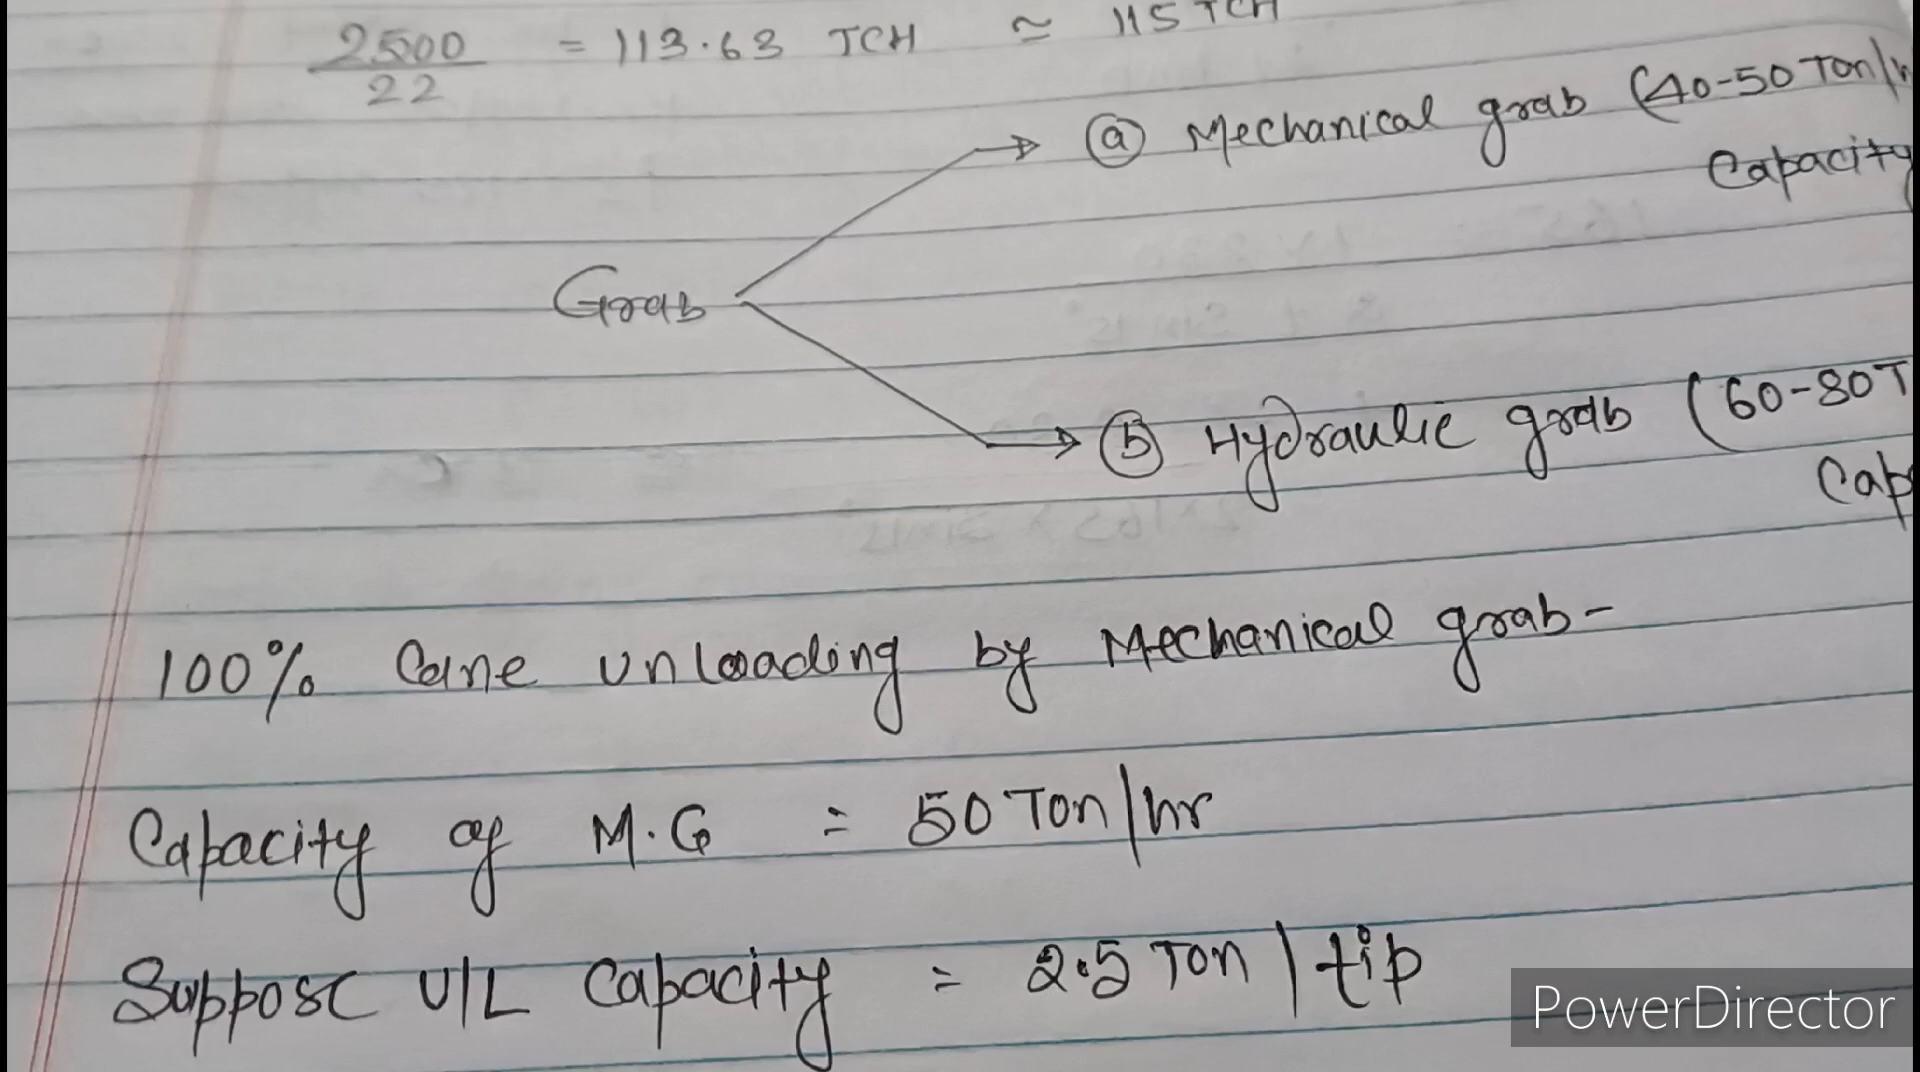 2500 = 113.63 TCH ≃ 115 TCH
22
ⓐ Mechanical grab (40-50 Ton/h
Capacity
Grab
ⓑ Hydraulic grab (60-80T
Cap
100% Cane unloading by Mechanical grab-
Capacity of M.G = 50 Ton/hr
Suppose U/L Capacity = 2.5 Ton/tip
PowerDirector